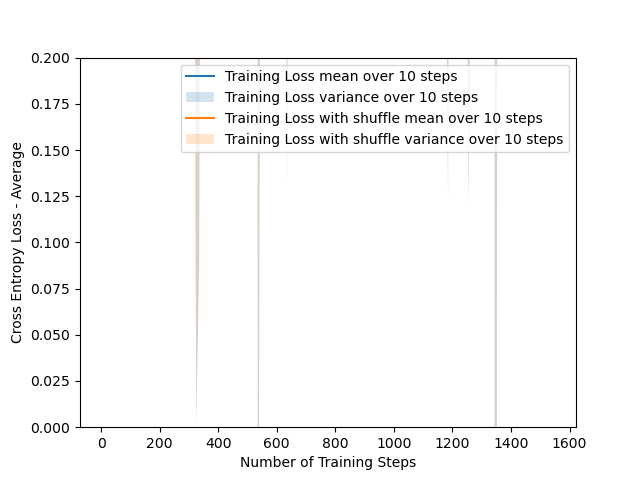 0.200
0.175
0.150
0.125
0.100
0.075
0.050
0.025
0.000
Cross Entropy Loss - Average
Training Loss mean over 10 steps
Training Loss variance over 10 steps
Training Loss with shuffle mean over 10 steps
Training Loss with shuffle variance over 10 steps
0 200 400 600 800 1000 1200 1400 1600
Number of Training Steps